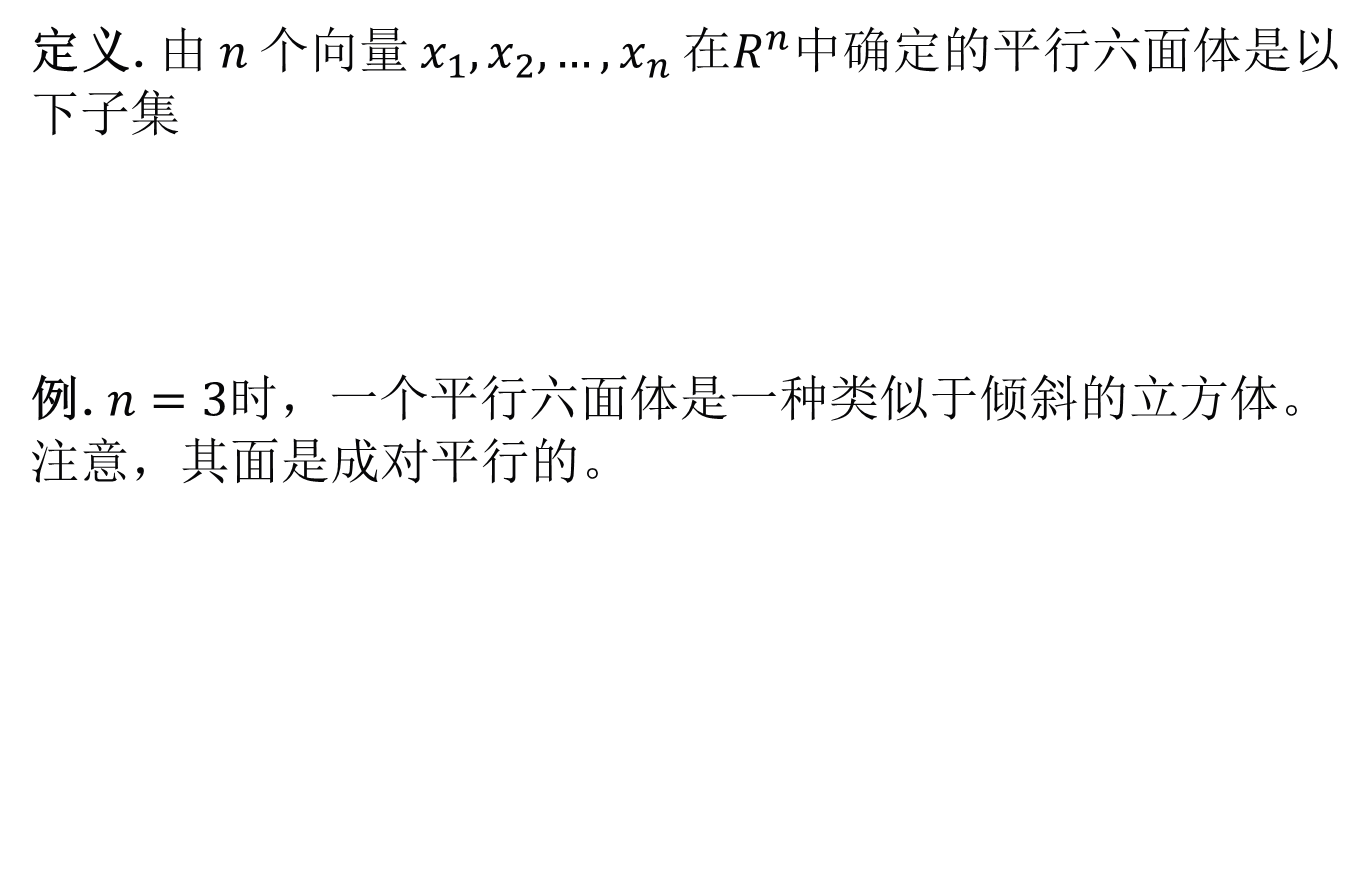 定义. 由 n 个向量 x₁, x₂, … , xₙ 在Rⁿ中确定的平行六面体是以
下子集
例. n = 3时，一个平行六面体是一种类似于倾斜的立方体。
注意，其面是成对平行的。